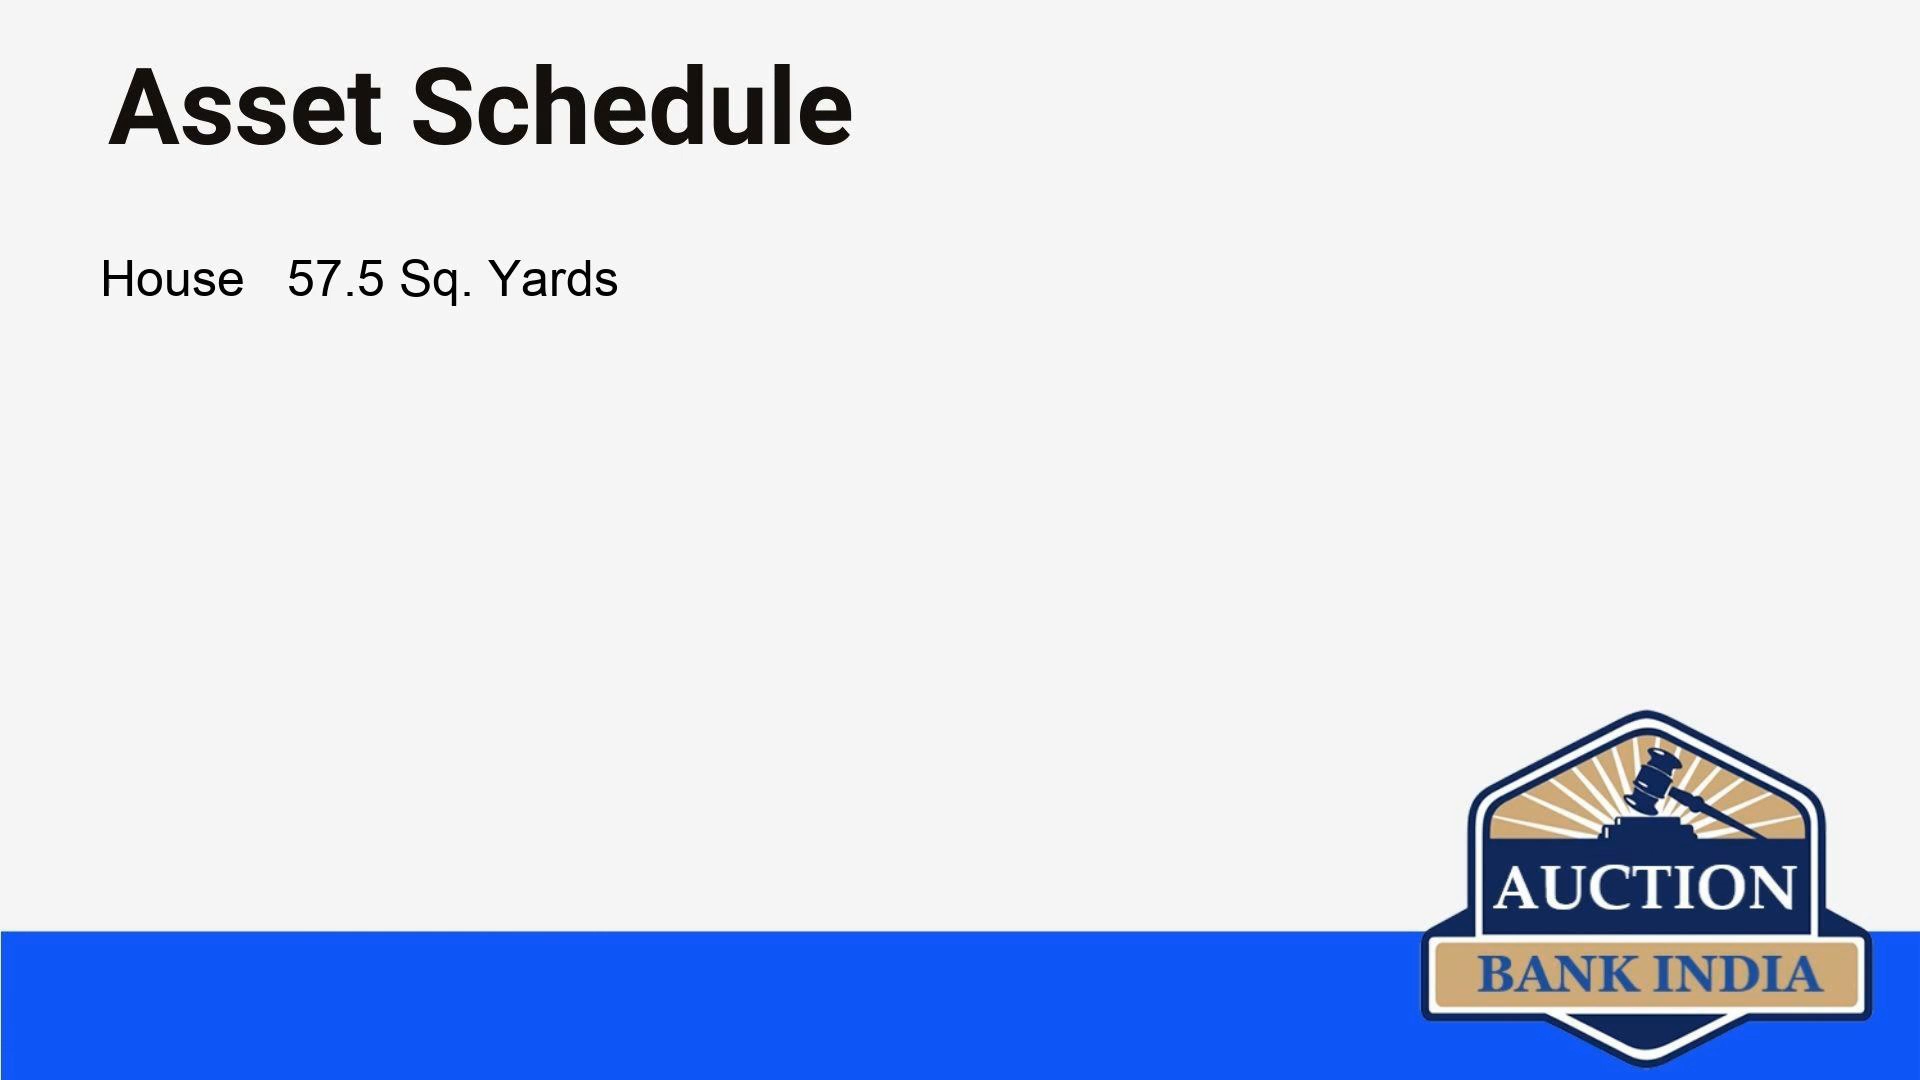 Asset Schedule
House   57.5 Sq. Yards
AUCTION
BANK INDIA